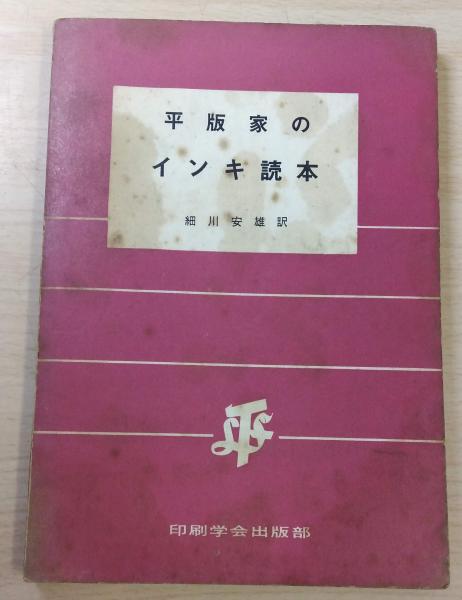 平版家の
インキ読本
細川安雄訳
印刷学会出版部